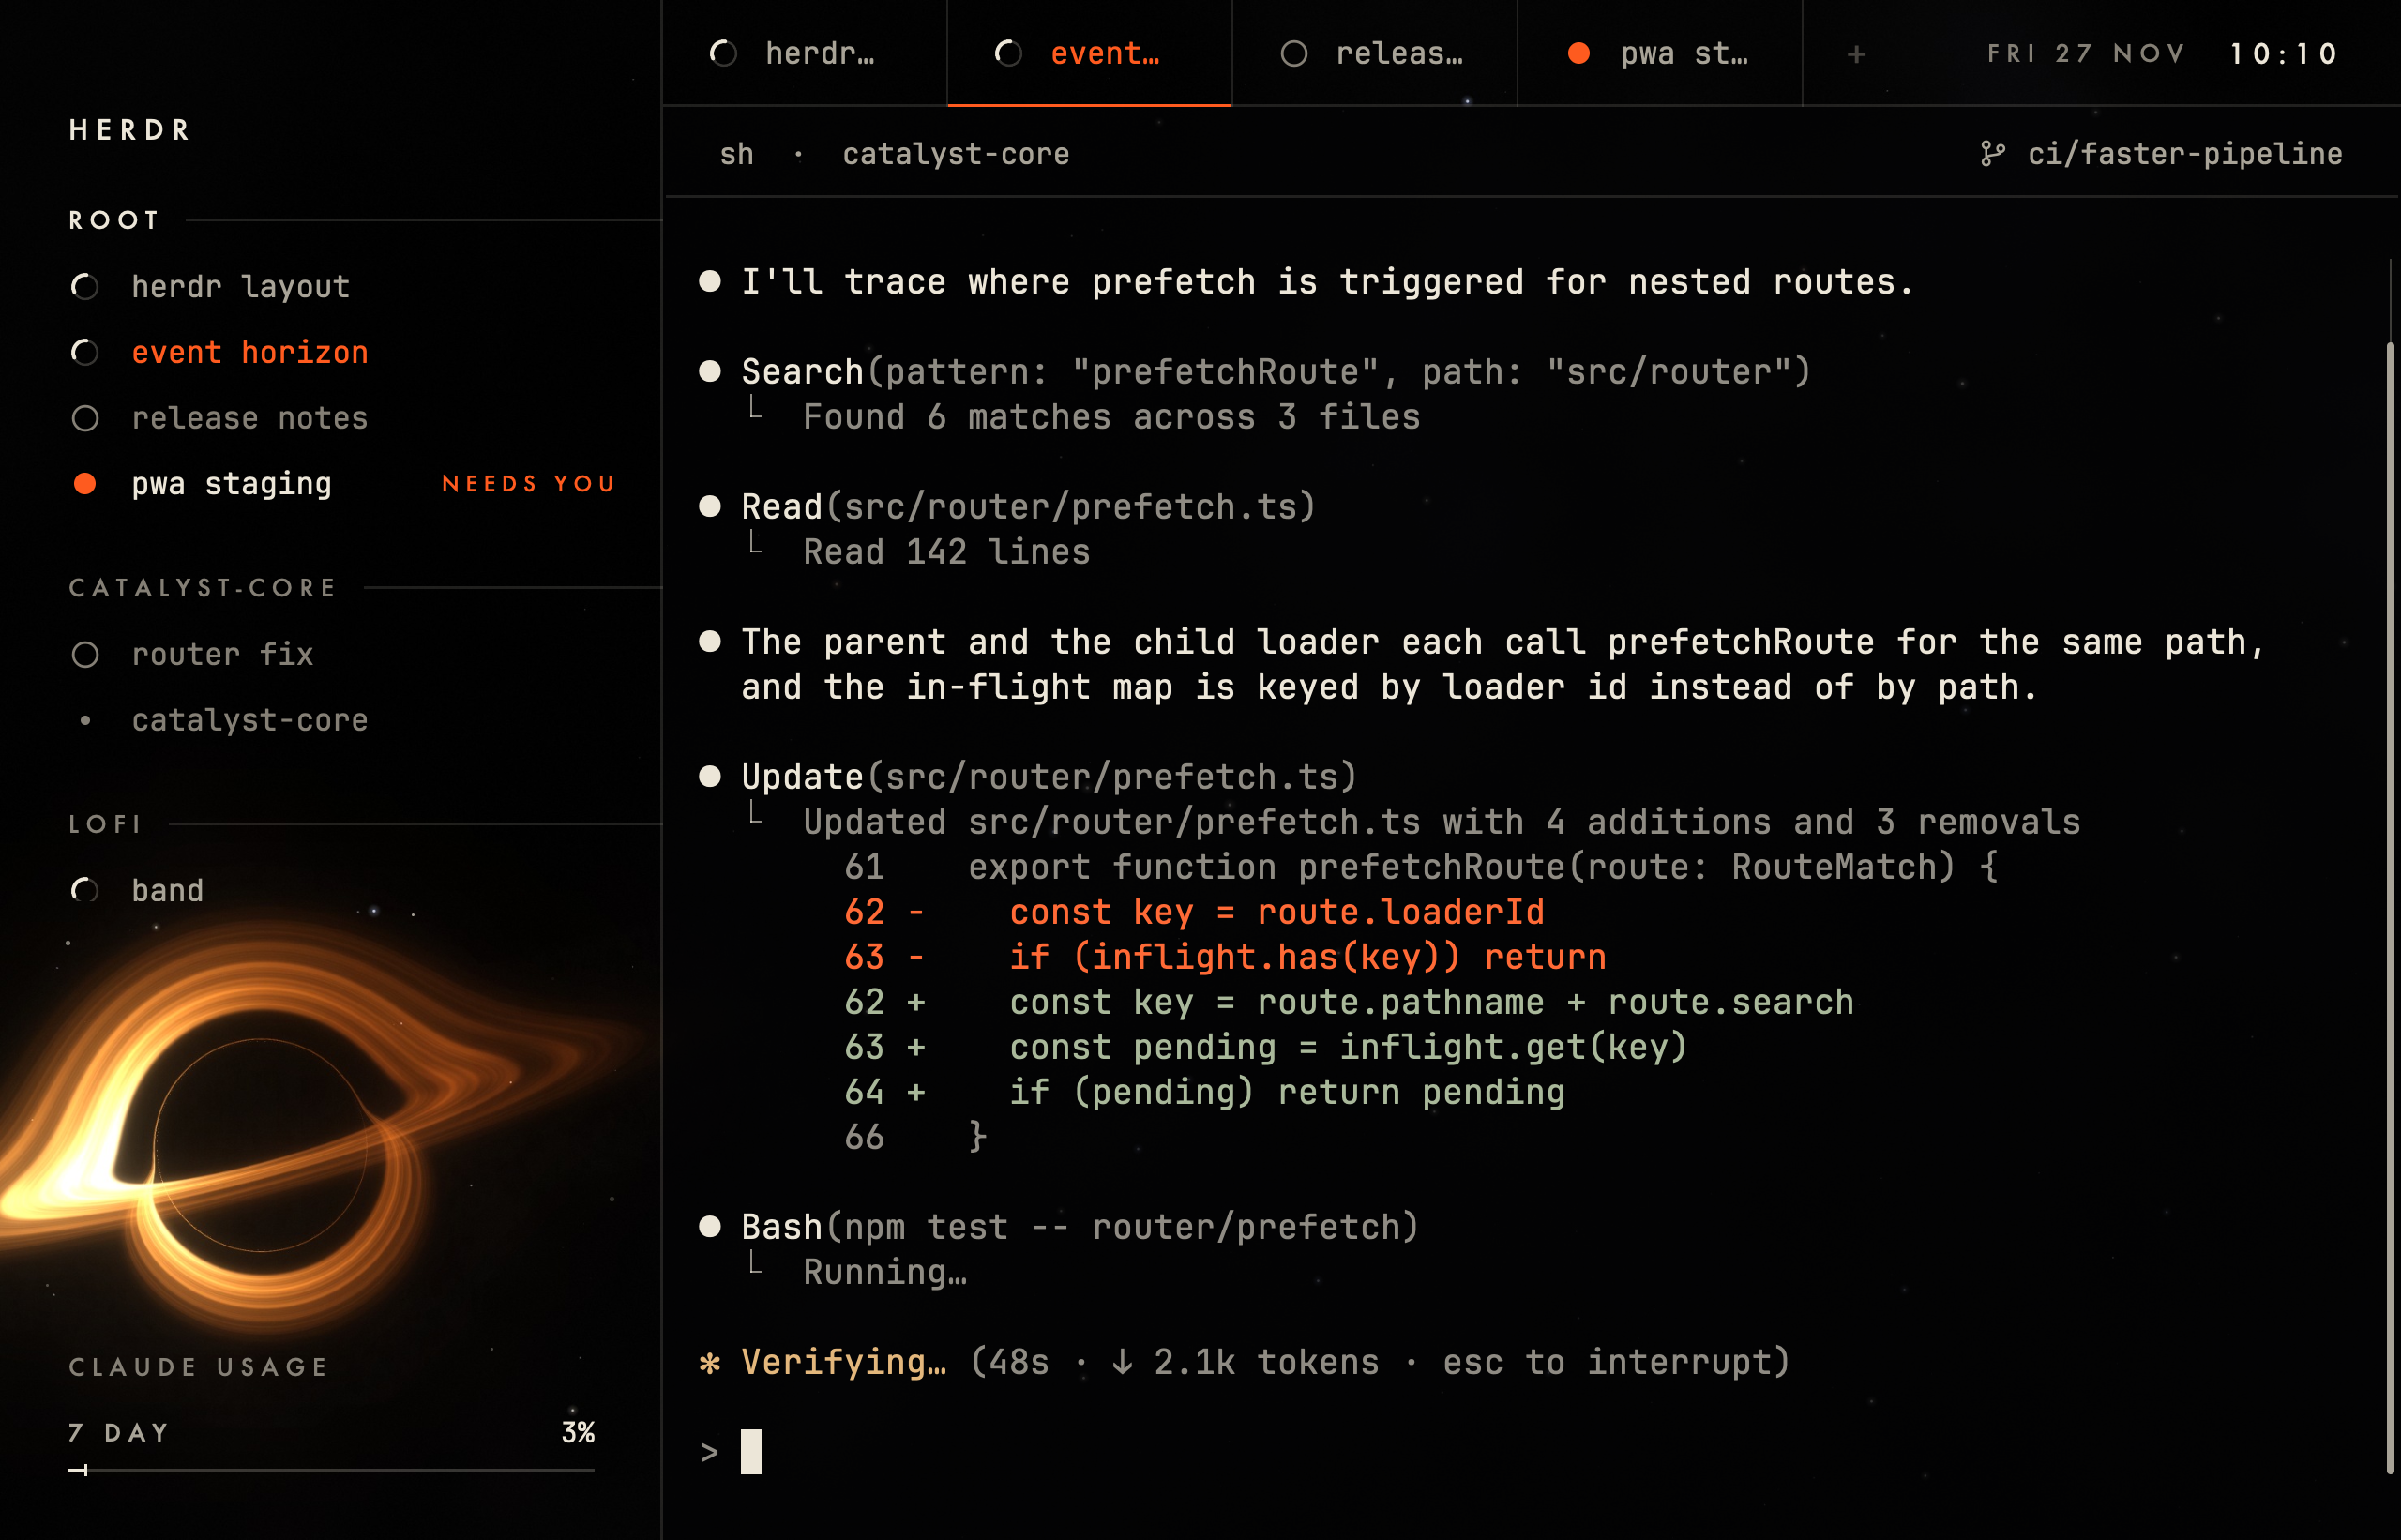 HERDR
ROOT
herdr layout
event horizon
release notes
pwa staging NEEDS YOU
CATALYST-CORE
router fix
catalyst-core
LOFI
band
CLAUDE USAGE
7 DAY 3%
herdr… event… releas… pwa st… + FRI 27 NOV 10:10
sh · catalyst-core ci/faster-pipeline
● I'll trace where prefetch is triggered for nested routes.
● Search(pattern: "prefetchRoute", path: "src/router")
└ Found 6 matches across 3 files
● Read(src/router/prefetch.ts)
└ Read 142 lines
● The parent and the child loader each call prefetchRoute for the same path,
and the in-flight map is keyed by loader id instead of by path.
● Update(src/router/prefetch.ts)
└ Updated src/router/prefetch.ts with 4 additions and 3 removals
61 export function prefetchRoute(route: RouteMatch) {
62 - const key = route.loaderId
63 - if (inflight.has(key)) return
62 + const key = route.pathname + route.search
63 + const pending = inflight.get(key)
64 + if (pending) return pending
66 }
● Bash(npm test -- router/prefetch)
└ Running…
✻ Verifying… (48s · ↓ 2.1k tokens · esc to interrupt)
>